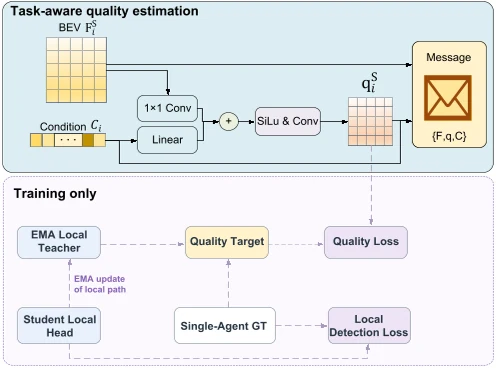 Task-aware quality estimation
BEV F_i^S
Message
q_i^S
1×1 Conv
Condition C_i
Linear
+
SiLu & Conv
{F,q,C}
Training only
EMA Local
Teacher
Quality Target
Quality Loss
EMA update
of local path
Student Local
Head
Single-Agent GT
Local
Detection Loss